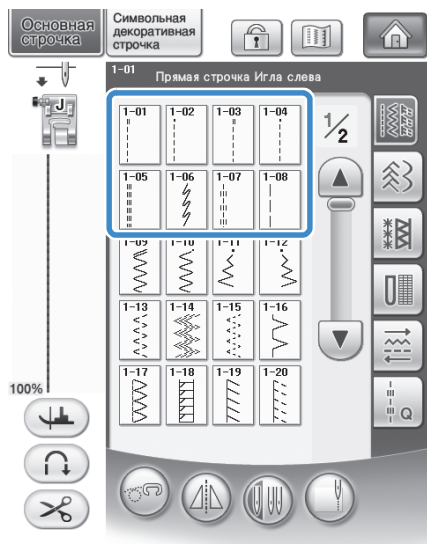 Основная
строчка
Символьная
декоративная
строчка
1-01
Прямая строчка Игла слева
J
1-01 1-02 1-03 1-04
1/2
1-05 1-06 1-07 1-08
1-09 1-10 1-11 1-12
1-13 1-14 1-15 1-16
1-17 1-18 1-19 1-20
100%
Q